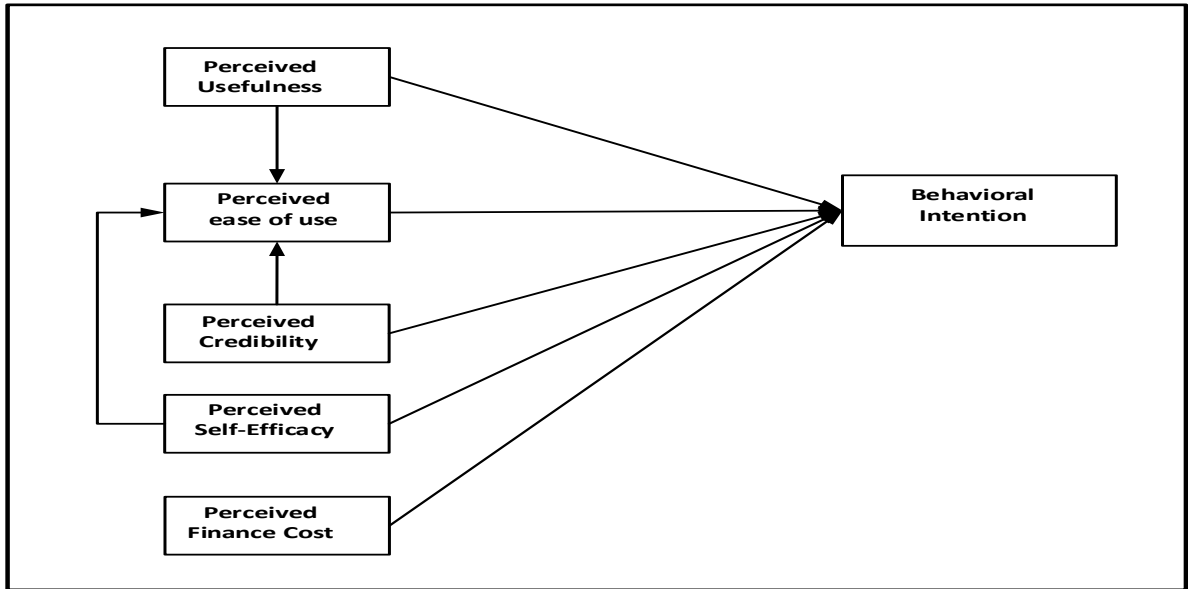 Perceived
Usefulness
Perceived
ease of use
Perceived
Credibility
Perceived
Self-Efficacy
Perceived
Finance Cost
Behavioral
Intention